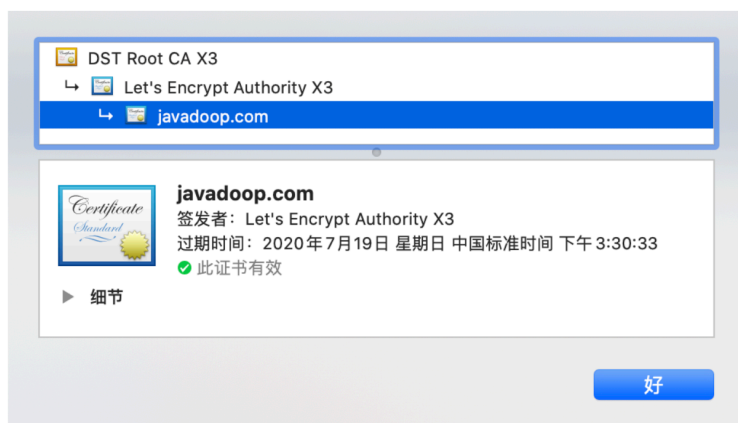 DST Root CA X3
↳ Let's Encrypt Authority X3
↳ javadoop.com
Certificate
Standard
javadoop.com
签发者：Let's Encrypt Authority X3
过期时间：2020年7月19日 星期日 中国标准时间 下午3:30:33
此证书有效
细节
好